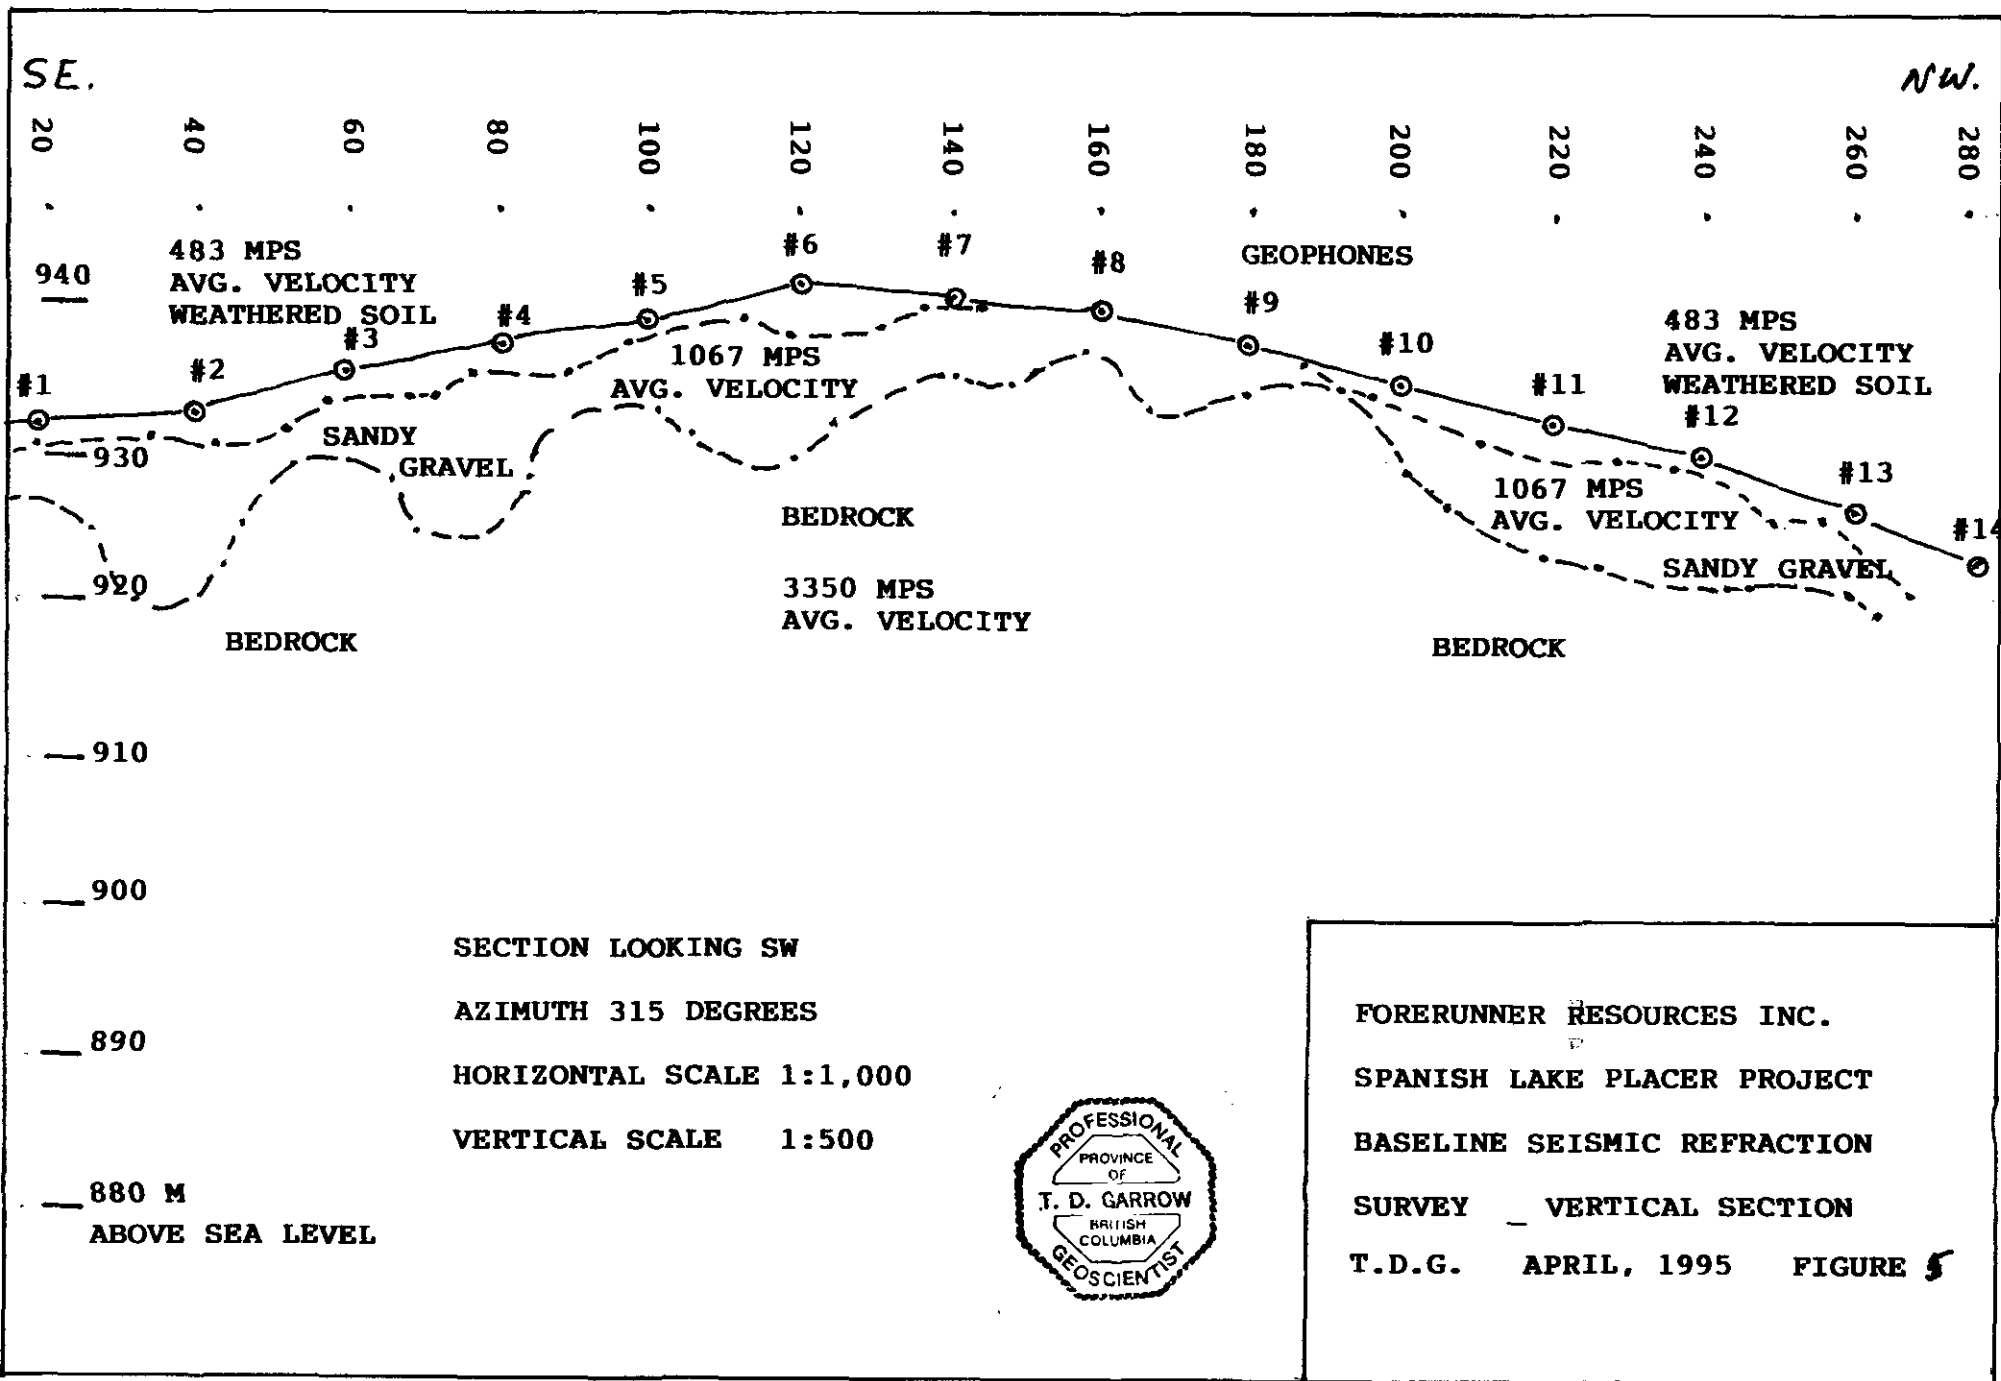 SE.
NW.
20 40 60 80 100 120 140 160 180 200 220 240 260 280
483 MPS
AVG. VELOCITY
WEATHERED SOIL
GEOPHONES
#1 #2 #3 #4 #5 #6 #7 #8 #9 #10 #11 #12 #13 #14
483 MPS
AVG. VELOCITY
WEATHERED SOIL
1067 MPS
AVG. VELOCITY
SANDY
GRAVEL
1067 MPS
AVG. VELOCITY
SANDY GRAVEL
BEDROCK
3350 MPS
AVG. VELOCITY
BEDROCK
BEDROCK
940
930
920
910
900
890
880 M
ABOVE SEA LEVEL
SECTION LOOKING SW
AZIMUTH 315 DEGREES
HORIZONTAL SCALE 1:1,000
VERTICAL SCALE 1:500
PROFESSIONAL
PROVINCE
OF
T. D. GARROW
BRITISH
COLUMBIA
GEOSCIENTIST
FORERUNNER RESOURCES INC.
SPANISH LAKE PLACER PROJECT
BASELINE SEISMIC REFRACTION
SURVEY _ VERTICAL SECTION
T.D.G. APRIL, 1995 FIGURE 5